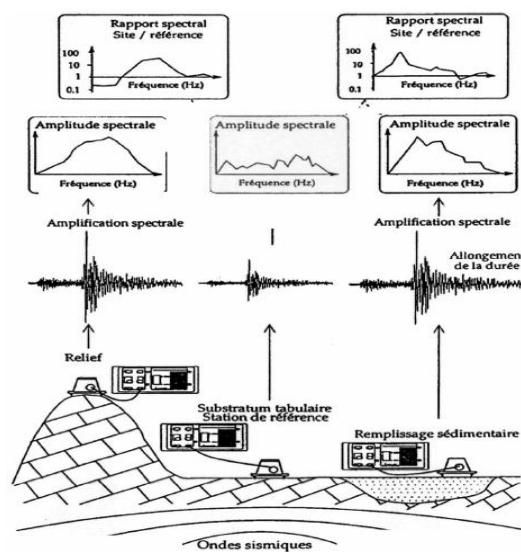 Rapport spectral
Site / référence
100
10
1
0.1
Fréquence (Hz)
Rapport spectral
Site / référence
100
10
1
0.1
Fréquence (Hz)
Amplitude spectrale
Fréquence (Hz)
Amplitude spectrale
Fréquence (Hz)
Amplitude spectrale
Fréquence (Hz)
Amplification spectrale
Amplification spectrale
Allongement
de la durée
Relief
Substratum tabulaire
Station de référence
Remplissage sédimentaire
Ondes sismiques